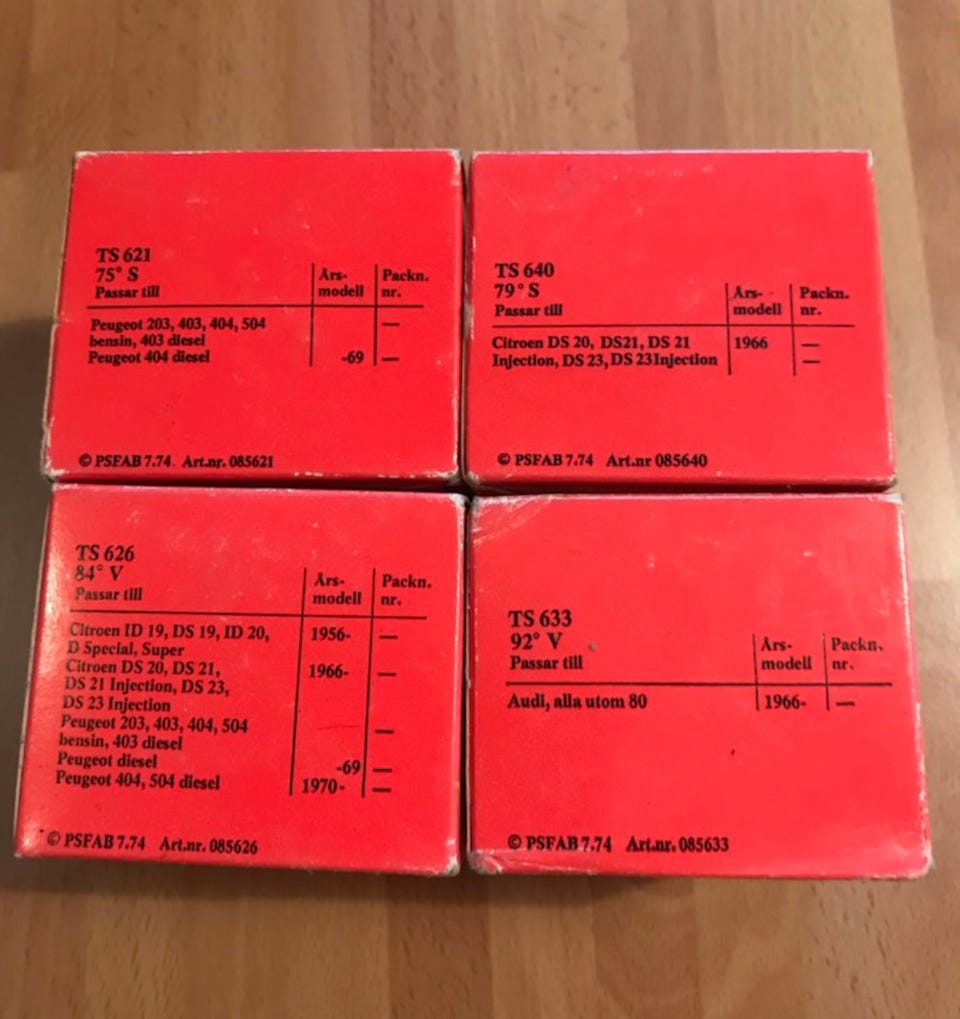 TS 621
75° S
Passar till
Års-
modell
Packn.
nr.
Peugeot 203, 403, 404, 504 —
bensin, 403 diesel
Peugeot 404 diesel -69 —
© PSFAB 7.74 Art.nr. 085621
TS 640
79° S
Passar till
Års-
modell
Packn.
nr.
Citroen DS 20, DS21, DS 21 1966 —
Injection, DS 23, DS 23Injection —
© PSFAB 7.74 Art.nr 085640
TS 626
84° V
Passar till
Års-
modell
Packn.
nr.
Citroen ID 19, DS 19, ID 20, 1956- —
D Special, Super
Citroen DS 20, DS 21, 1966- —
DS 21 Injection, DS 23,
DS 23 Injection
Peugeot 203, 403, 404, 504 —
bensin, 403 diesel
Peugeot diesel -69 —
Peugeot 404, 504 diesel 1970- —
© PSFAB 7.74 Art.nr. 085626
TS 633
92° V
Passar till
Års-
modell
Packn.
nr.
Audi, alla utom 80 1966- —
© PSFAB 7.74 Art.nr. 085633